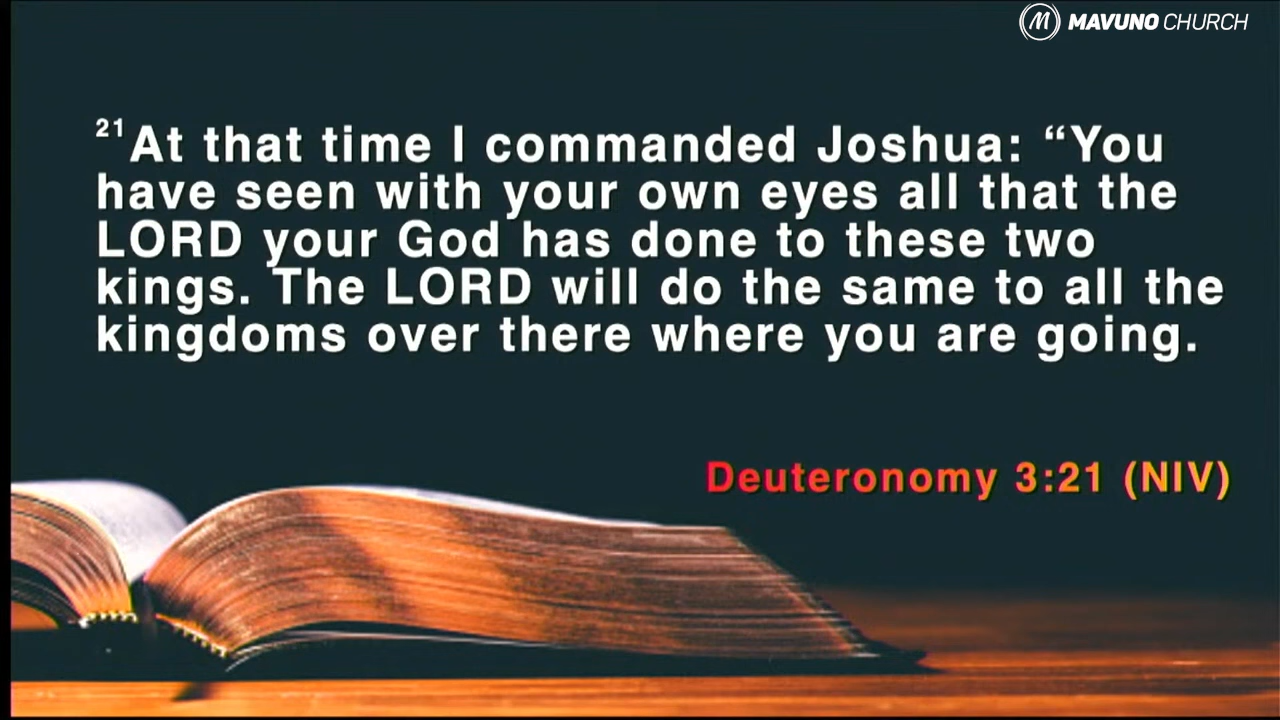 MAVUNO CHURCH
21 At that time I commanded Joshua: “You
have seen with your own eyes all that the
LORD your God has done to these two
kings. The LORD will do the same to all the
kingdoms over there where you are going.
Deuteronomy 3:21 (NIV)